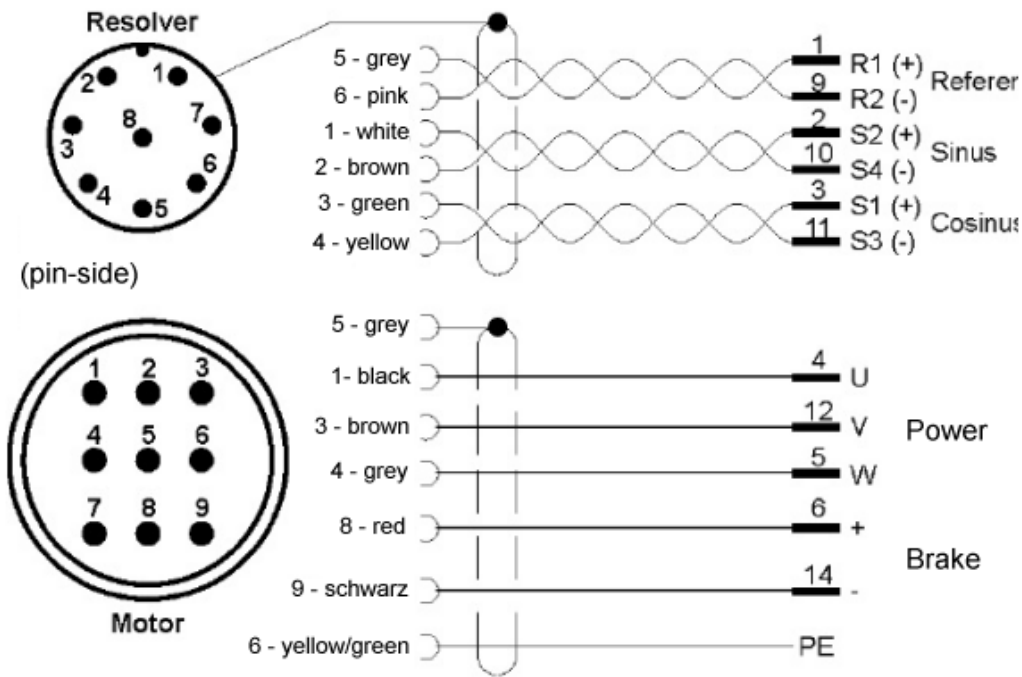 Resolver
1
2
3
4
5
6
7
8
(pin-side)
5 - grey
6 - pink
1 - white
2 - brown
3 - green
4 - yellow
1
R1 (+)
9
R2 (-)
Referer
2
S2 (+)
10
S4 (-)
Sinus
3
S1 (+)
11
S3 (-)
Cosinus
1 2 3
4 5 6
7 8 9
Motor
5 - grey
1- black
3 - brown
4 - grey
8 - red
9 - schwarz
6 - yellow/green
4
U
12
V
5
W
Power
6
+
14
-
Brake
PE